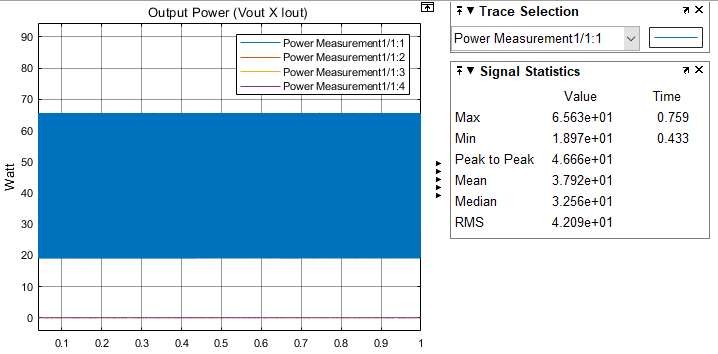 Output Power (Vout X Iout)
Watt
90
80
70
60
50
40
30
20
10
0
0.1 0.2 0.3 0.4 0.5 0.6 0.7 0.8 0.9 1
Power Measurement1/1:1
Power Measurement1/1:2
Power Measurement1/1:3
Power Measurement1/1:4
Trace Selection
Power Measurement1/1:1
Signal Statistics
Value Time
Max 6.563e+01 0.759
Min 1.897e+01 0.433
Peak to Peak 4.666e+01
Mean 3.792e+01
Median 3.256e+01
RMS 4.209e+01